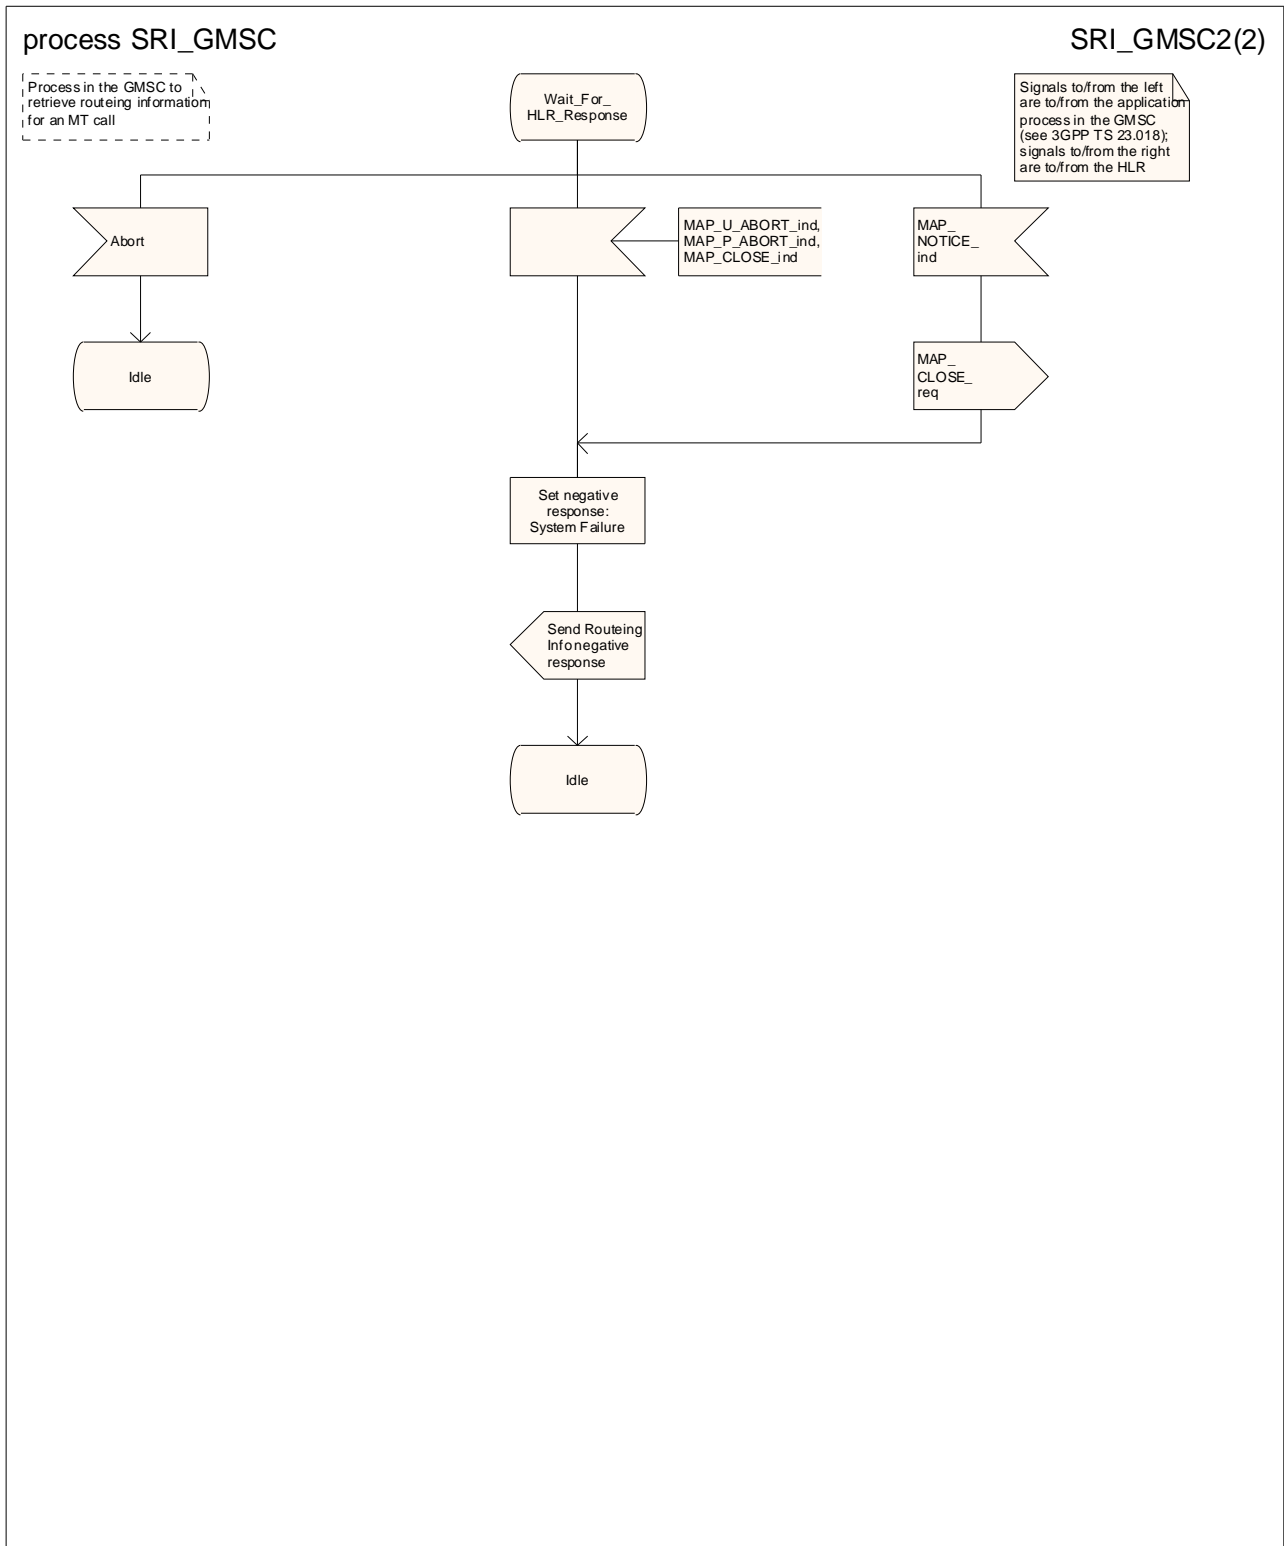 process SRI_GMSC
SRI_GMSC2(2)
Process in the GMSC to
retrieve routeing information
for an MT call
Wait_For_
HLR_Response
Signals to/from the left
are to/from the application
process in the GMSC
(see 3GPP TS 23.018);
signals to/from the right
are to/from the HLR
Abort
MAP_U_ABORT_ind,
MAP_P_ABORT_ind,
MAP_CLOSE_ind
MAP_
NOTICE_
ind
Idle
MAP_
CLOSE_
req
Set negative
response:
System Failure
Send Routeing
Info negative
response
Idle